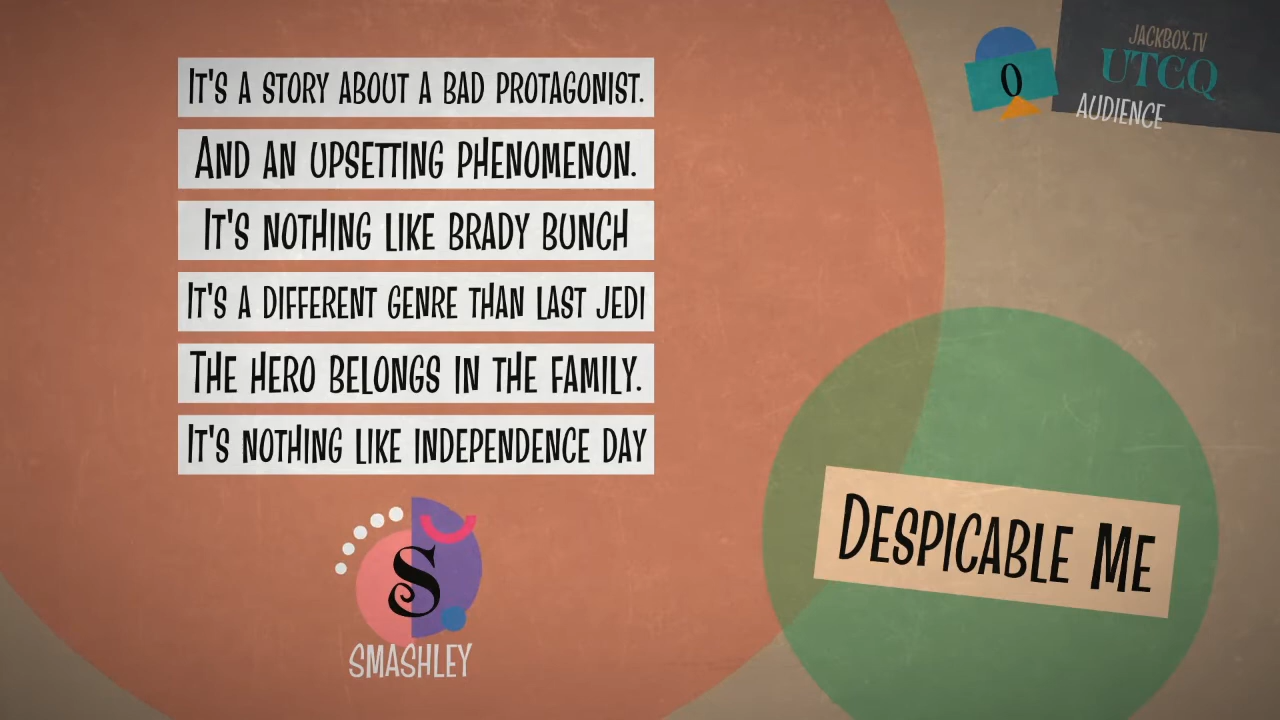 It's a story about a bad protagonist.
And an upsetting phenomenon.
It's nothing like Brady Bunch
It's a different genre than Last Jedi
The hero belongs in the family.
It's nothing like Independence Day
S
SMASHLEY
Despicable Me
0
JACKBOX.TV
UTCQ
AUDIENCE